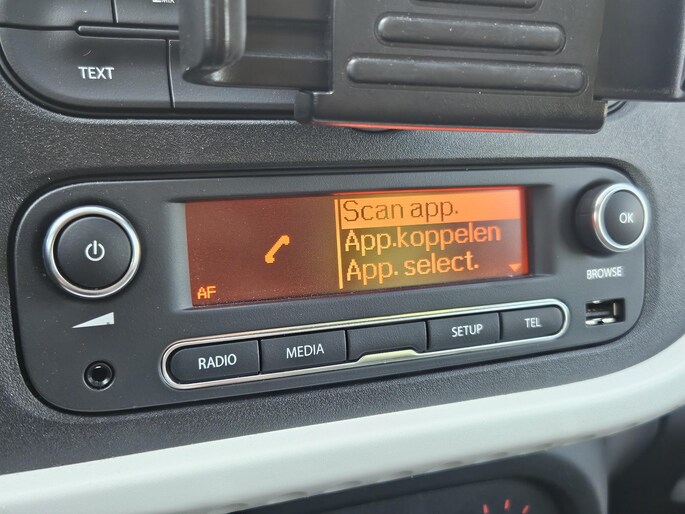 TEXT
Scan app.
App.koppelen
App. select.
AF
OK
BROWSE
RADIO
MEDIA
SETUP
TEL